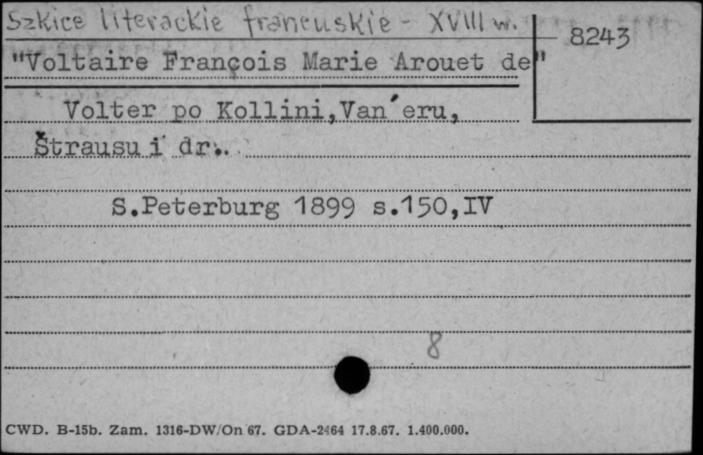 Szkice literackie francuskie - XVIII w.
8243
"Voltaire François Marie Arouet de"
Volter po Kollini,Van´eru,
Štrausu i dr..
S.Peterburg 1899 s.150,IV
8
CWD. B-15b. Zam. 1316-DW/On 67. GDA-2464 17.8.67. 1.400.000.